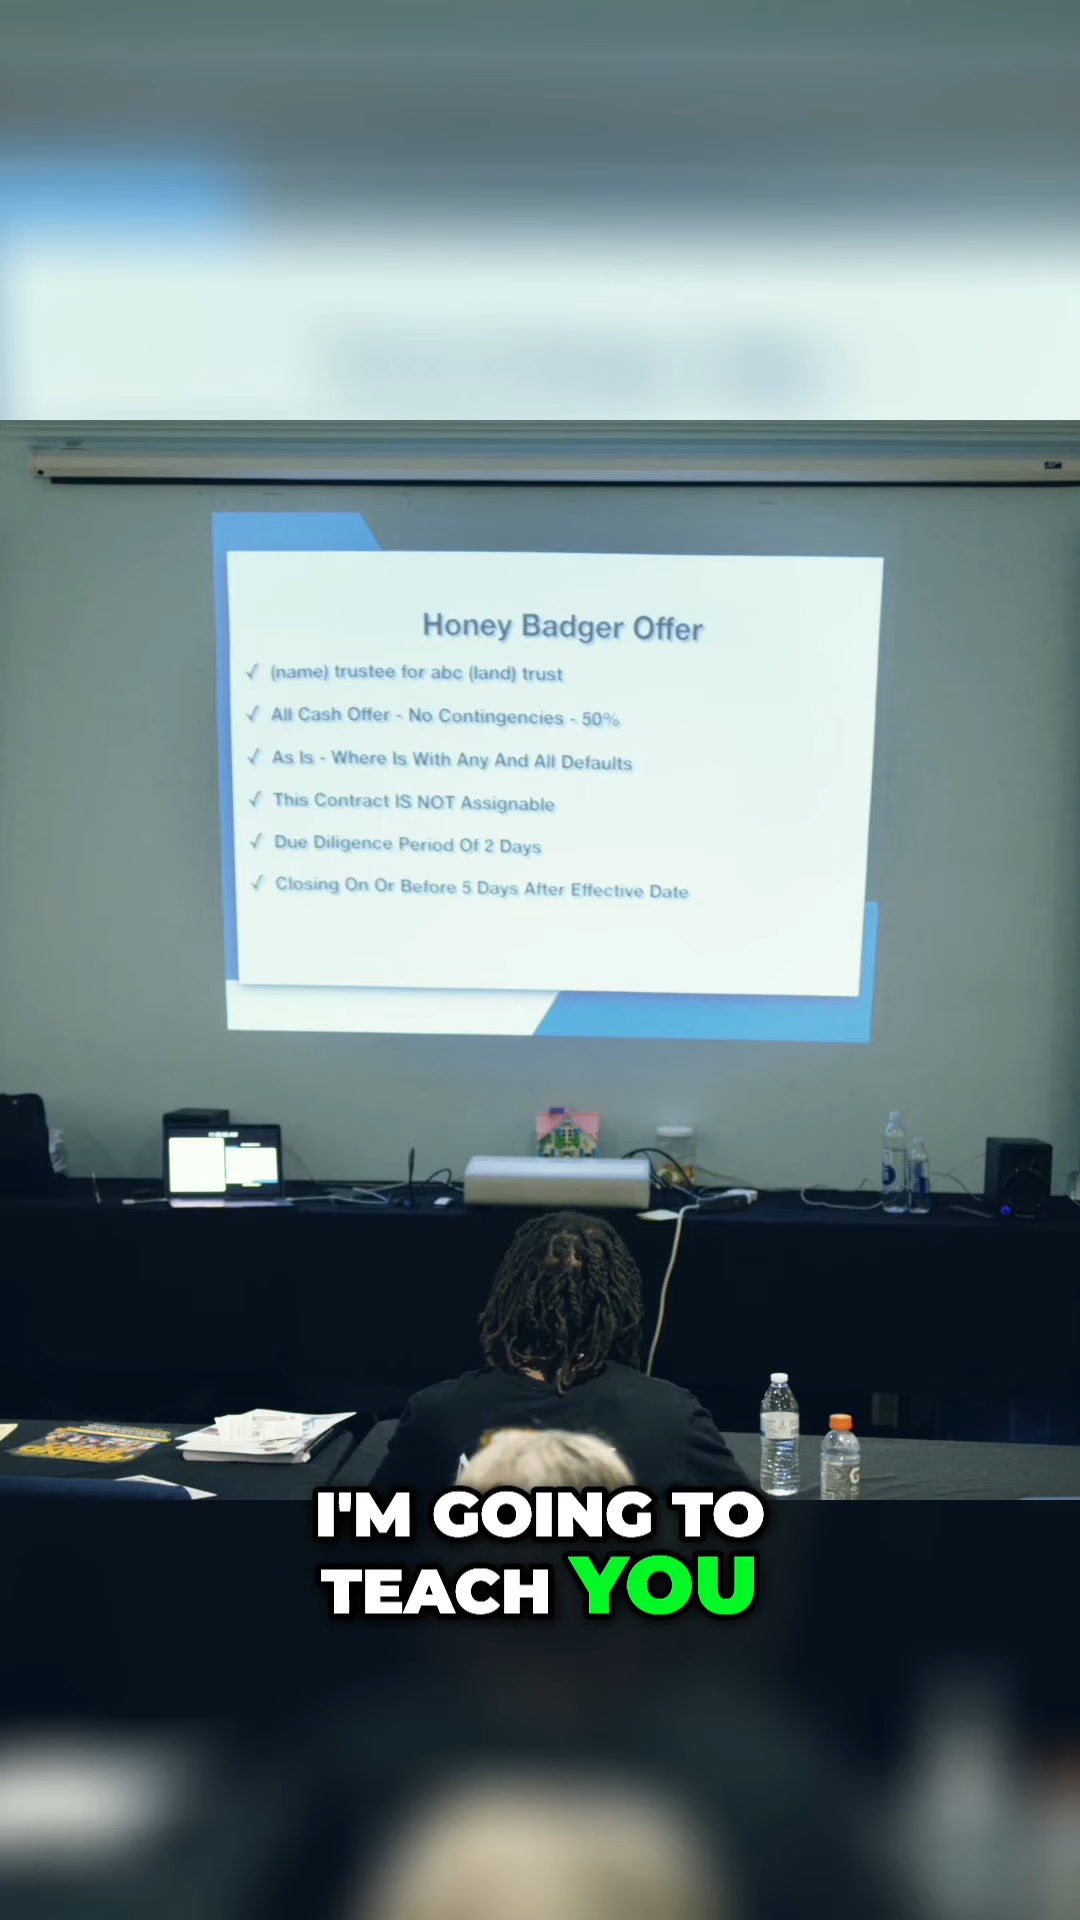 Honey Badger Offer
✓ (name) trustee for abc (land) trust
✓ All Cash Offer - No Contingencies - 50%
✓ As Is - Where Is With Any And All Defaults
✓ This Contract IS NOT Assignable
✓ Due Diligence Period Of 2 Days
✓ Closing On Or Before 5 Days After Effective Date
I'M GOING TO
TEACH YOU